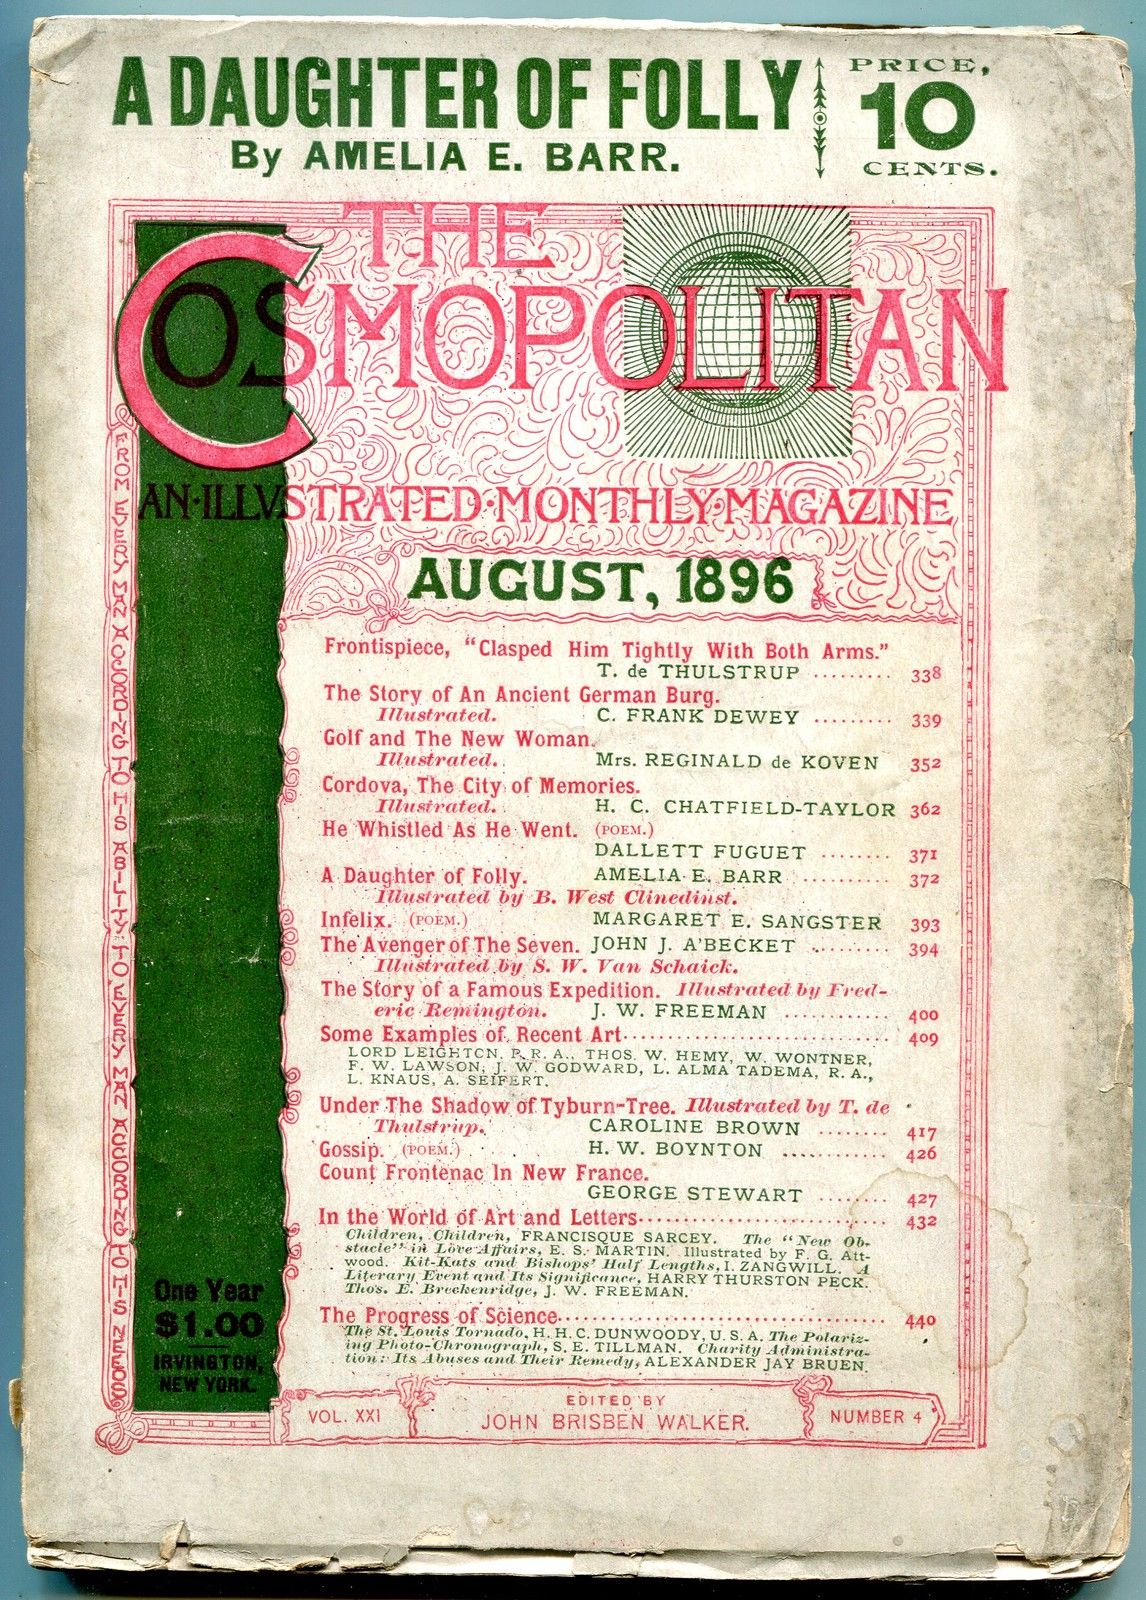 A DAUGHTER OF FOLLY
By AMELIA E. BARR.
PRICE,
10
CENTS.
THE
COSMOPOLITAN
AN·ILLVSTRATED·MONTHLY·MAGAZINE
AUGUST, 1896
FROM EVERY MAN ACCORDING TO HIS ABILITY: TO EVERY MAN ACCORDING TO HIS NEEDS
Frontispiece, "Clasped Him Tightly With Both Arms."
T. de THULSTRUP ......... 338
The Story of An Ancient German Burg.
Illustrated. C. FRANK DEWEY ......... 339
Golf and The New Woman.
Illustrated. Mrs. REGINALD de KOVEN 352
Cordova, The City of Memories.
Illustrated. H. C. CHATFIELD-TAYLOR 362
He Whistled As He Went. (POEM.)
DALLETT FUGUET ........ 371
A Daughter of Folly. AMELIA E. BARR .......... 372
Illustrated by B. West Clinedinst.
Infelix. (POEM.) MARGARET E. SANGSTER 393
The Avenger of The Seven. JOHN J. A'BECKET ......... 394
Illustrated by S. W. Van Schaick.
The Story of a Famous Expedition. Illustrated by Fred-
eric Remington. J. W. FREEMAN ............ 400
Some Examples of Recent Art............................ 409
LORD LEIGHTON, P. R. A., THOS. W. HEMY, W. WONTNER,
F. W. LAWSON, J. W. GODWARD, L. ALMA TADEMA, R. A.,
L. KNAUS, A. SEIFERT.
Under The Shadow of Tyburn-Tree. Illustrated by T. de
Thulstrup. CAROLINE BROWN ........ 417
Gossip. (POEM.) H. W. BOYNTON ............ 426
Count Frontenac In New France.
GEORGE STEWART ........ 427
In the World of Art and Letters.......................... 432
Children, Children, FRANCISQUE SARCEY. The "New Ob-
stacle" in Love Affairs, E. S. MARTIN. Illustrated by F. G. Att-
wood. Kit-Kats and Bishops' Half Lengths, I. ZANGWILL. A
Literary Event and Its Significance, HARRY THURSTON PECK.
Thos. E. Breckenridge, J. W. FREEMAN.
The Progress of Science..................................... 440
The St. Louis Tornado, H. H. C. DUNWOODY, U. S. A. The Polariz-
ing Photo-Chronograph, S. E. TILLMAN. Charity Administra-
tion: Its Abuses and Their Remedy, ALEXANDER JAY BRUEN.
One Year
$1.00
IRVINGTON,
NEW YORK.
VOL. XXI
EDITED BY
JOHN BRISBEN WALKER.
NUMBER 4